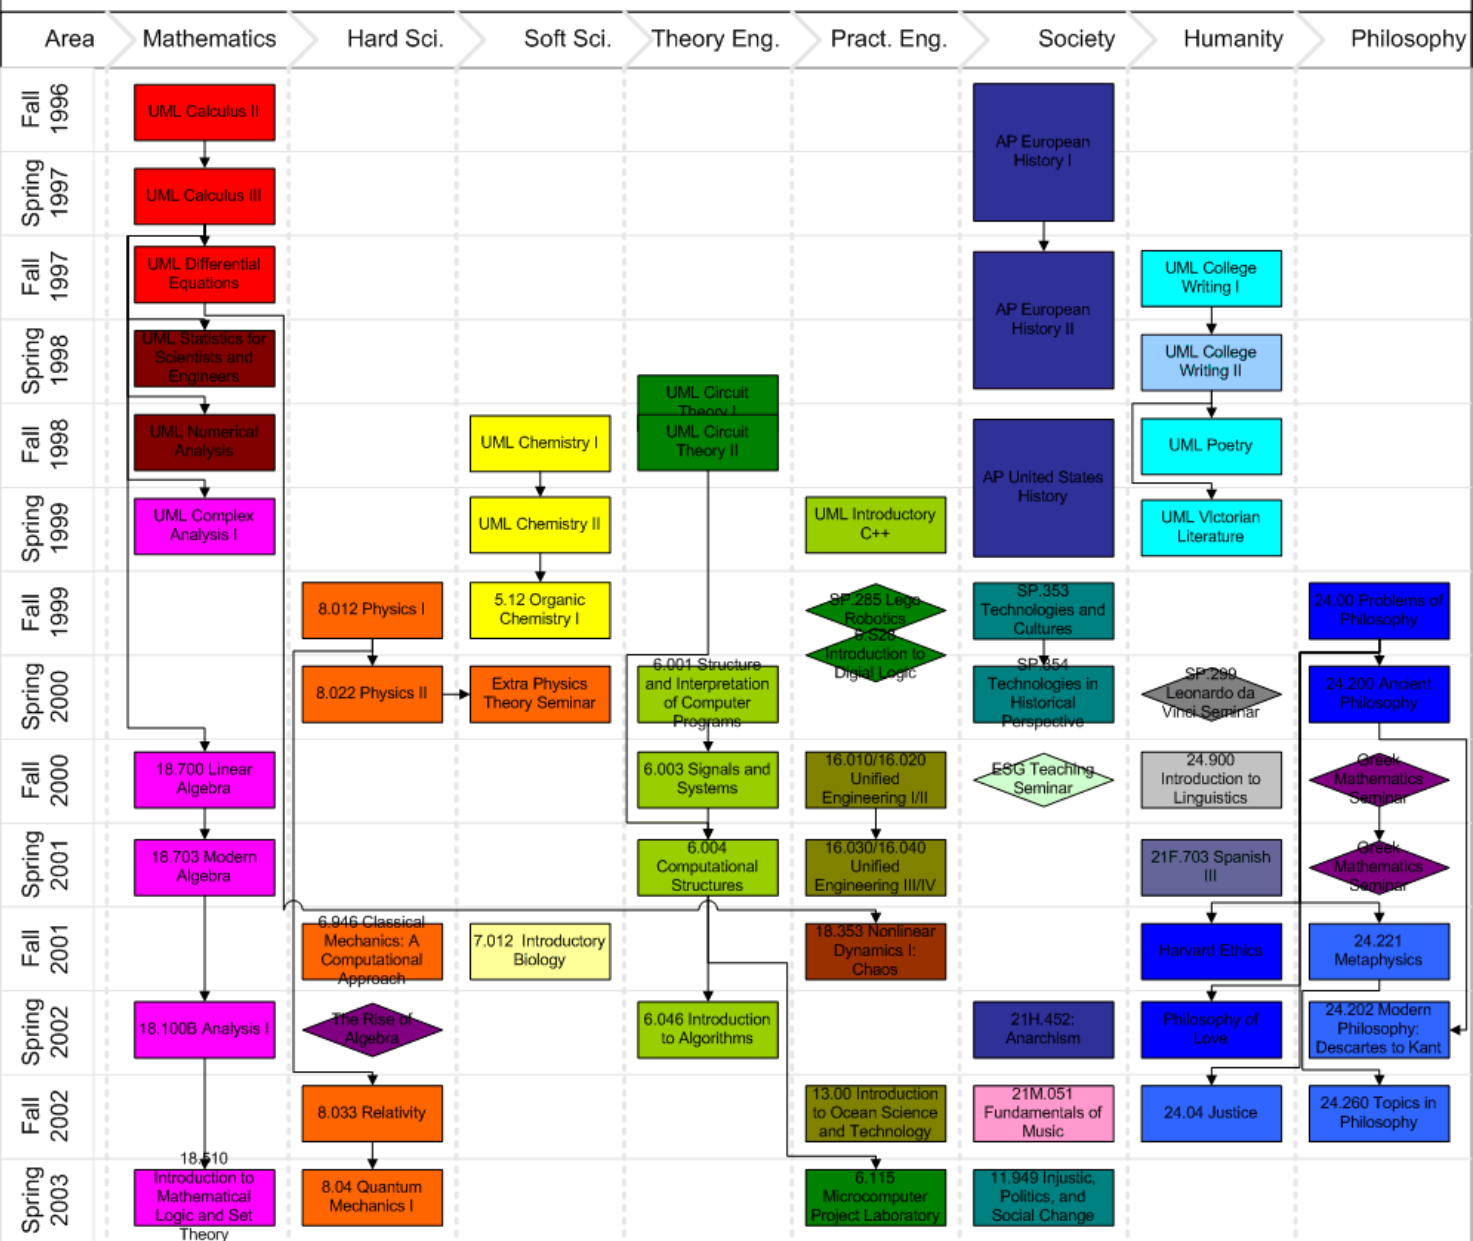 Area
Mathematics
Hard Sci.
Soft Sci.
Theory Eng.
Pract. Eng.
Society
Humanity
Philosophy
Fall
1996
UML Calculus II
AP European
History I
Spring
1997
UML Calculus III
Fall
1997
UML Differential
Equations
AP European
History II
UML College
Writing I
Spring
1998
UML Statistics for
Scientists and
Engineers
UML Circuit
Theory I
UML College
Writing II
Fall
1998
UML Numerical
Analysis
UML Chemistry I
UML Circuit
Theory II
AP United States
History
UML Poetry
Spring
1999
UML Complex
Analysis I
UML Chemistry II
UML Introductory
C++
UML VIctorian
Literature
Fall
1999
8.012 Physics I
5.12 Organic
Chemistry I
SP.285 Lego
Robotics
6.S28
Introduction to
Digial Logic
SP.353
Technologies and
Cultures
24.00 Problems of
Philosophy
Spring
2000
8.022 Physics II
Extra Physics
Theory Seminar
6.001 Structure
and Interpretation
of Computer
Programs
SP.354
Technologies in
Historical
Perspective
SP.299
Leonardo da
Vinci Seminar
24.200 Ancient
Philosophy
Fall
2000
18.700 Linear
Algebra
6.003 Signals and
Systems
16.010/16.020
Unified
Engineering I/II
ESG Teaching
Seminar
24.900
Introduction to
Linguistics
Greek
Mathematics
Seminar
Spring
2001
18.703 Modern
Algebra
6.004
Computational
Structures
16.030/16.040
Unified
Engineering III/IV
21F.703 Spanish
III
Greek
Mathematics
Seminar
Fall
2001
6.946 Classical
Mechanics: A
Computational
Approach
7.012 Introductory
Biology
18.353 Nonlinear
Dynamics I:
Chaos
Harvard Ethics
24.221
Metaphysics
Spring
2002
18.100B Analysis I
The Rise of
Algebra
6.046 Introduction
to Algorithms
21H.452:
Anarchism
Philosophy of
Love
24.202 Modern
Philosophy:
Descartes to Kant
Fall
2002
8.033 Relativity
13.00 Introduction
to Ocean Science
and Technology
21M.051
Fundamentals of
Music
24.04 Justice
24.260 Topics in
Philosophy
Spring
2003
18.510
Introduction to
Mathematical
Logic and Set
Theory
8.04 Quantum
Mechanics I
6.115
Microcomputer
Project Laboratory
11.949 Injustic,
Politics, and
Social Change